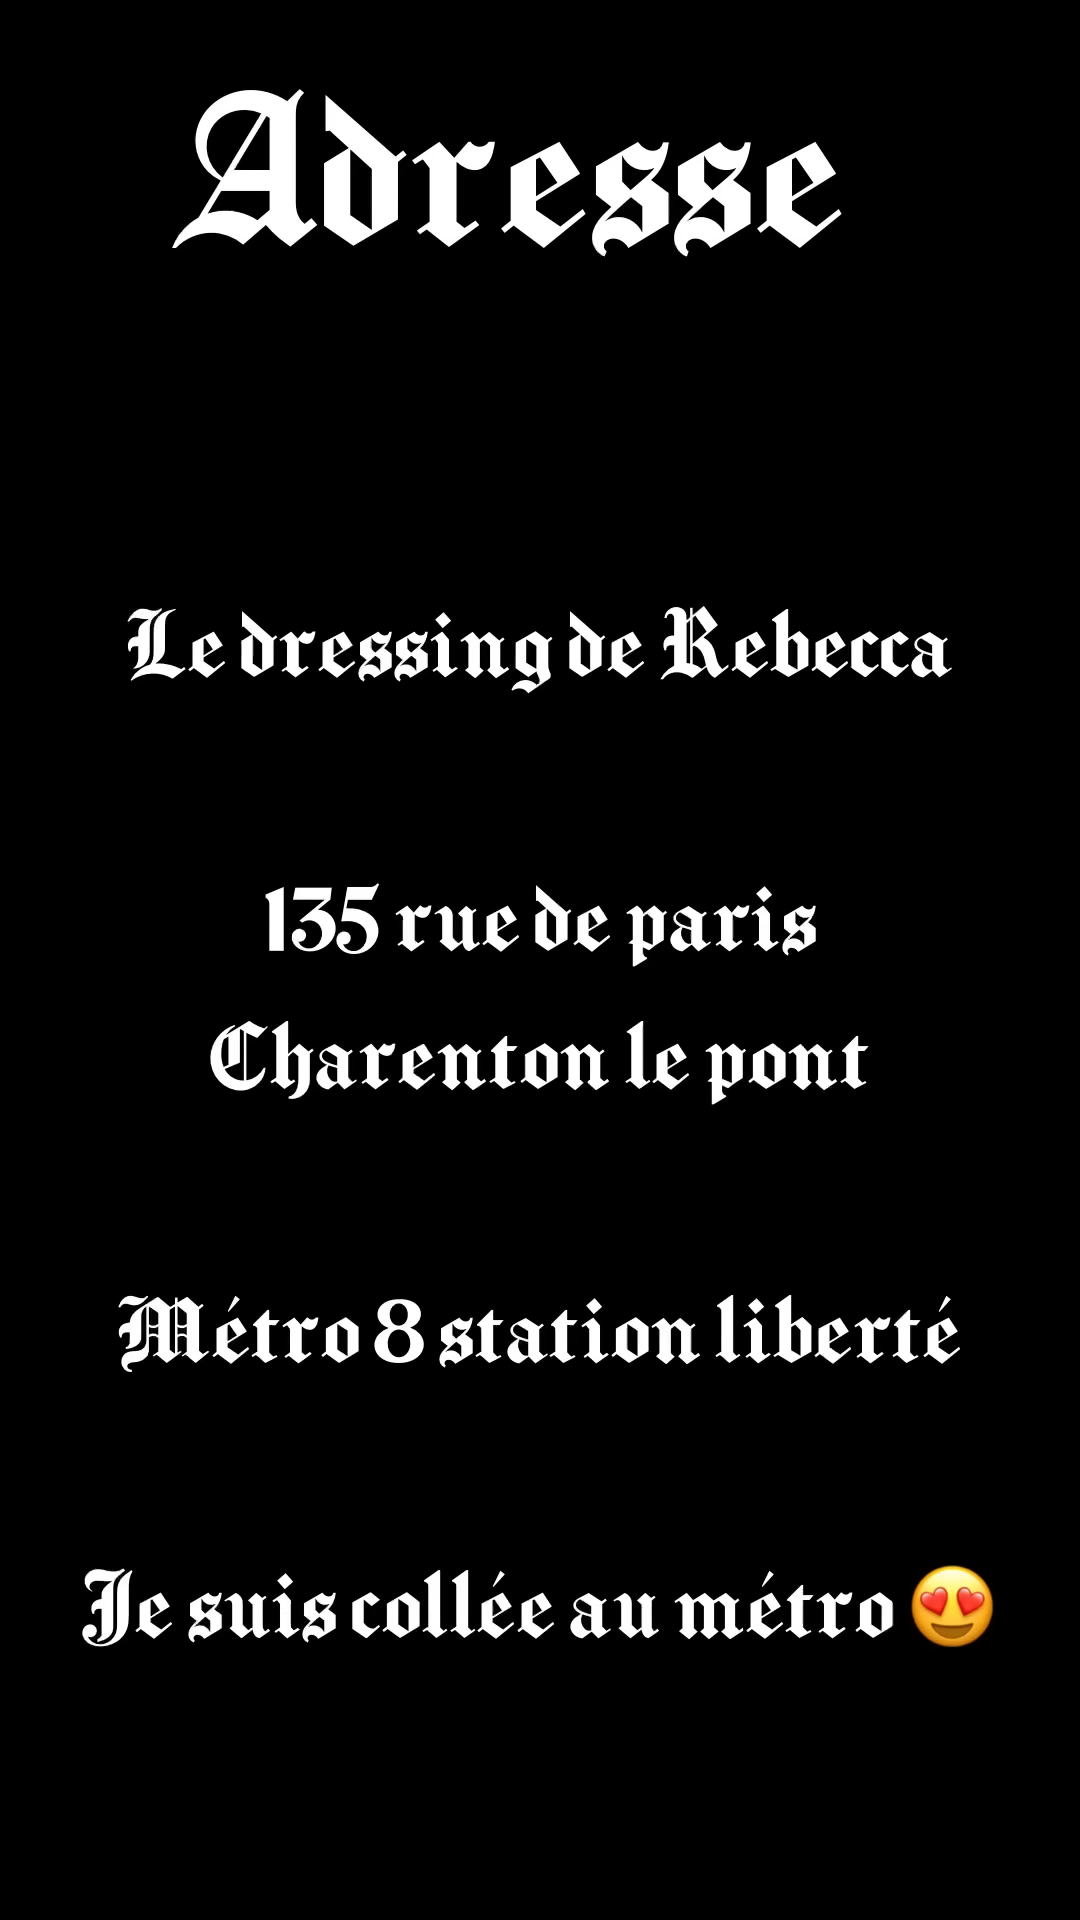 Adresse
Le dressing de Rebecca
135 rue de paris
Charenton le pont
Métro 8 station liberté
Je suis collée au métro 😍